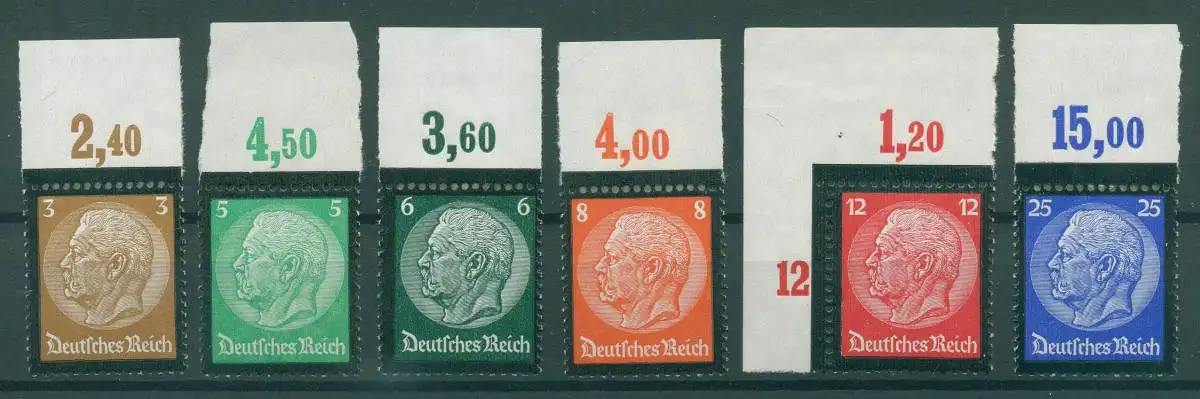 2,40
3 3
Deutsches Reich
4,50
5 5
Deutsches Reich
3,60
6 6
Deutsches Reich
4,00
8 8
Deutsches Reich
1,20
12
12 12
Deutsches Reich
15,00
25 25
Deutsches Reich